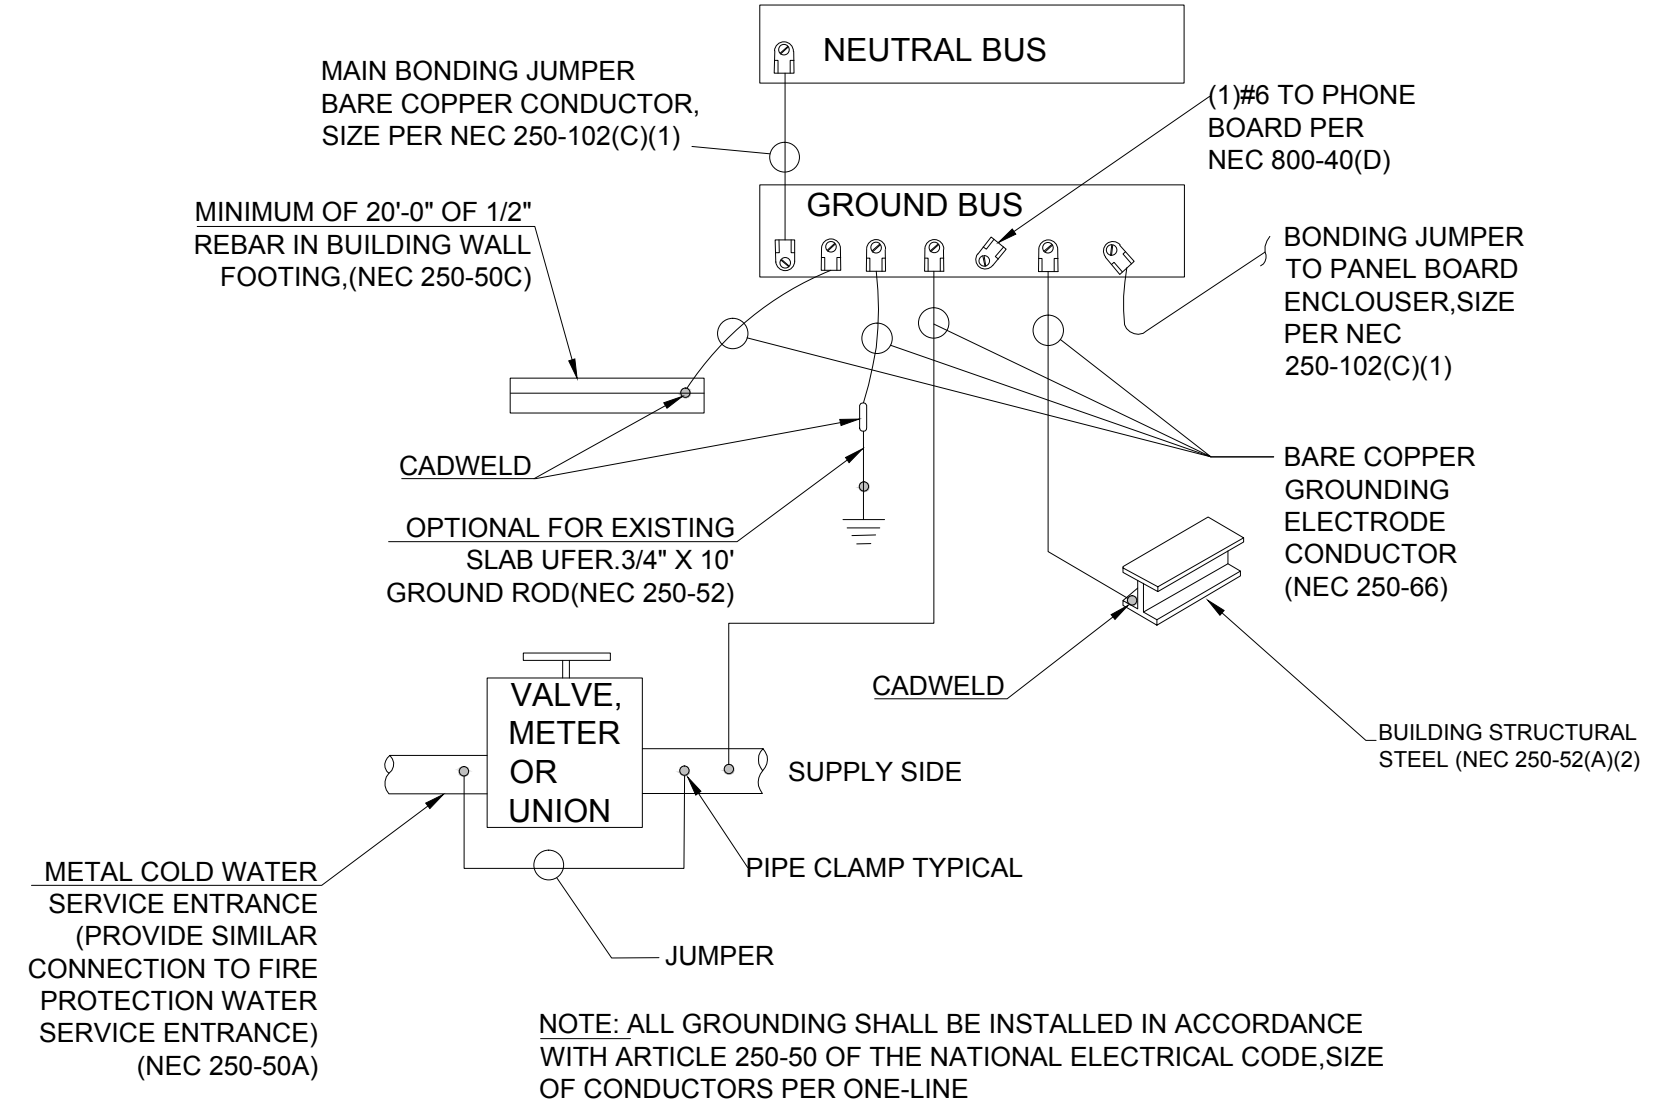 NEUTRAL BUS
MAIN BONDING JUMPER
BARE COPPER CONDUCTOR,
SIZE PER NEC 250-102(C)(1)
(1)#6 TO PHONE
BOARD PER
NEC 800-40(D)
GROUND BUS
MINIMUM OF 20'-0" OF 1/2"
REBAR IN BUILDING WALL
FOOTING,(NEC 250-50C)
BONDING JUMPER
TO PANEL BOARD
ENCLOUSER,SIZE
PER NEC
250-102(C)(1)
CADWELD
BARE COPPER
GROUNDING
ELECTRODE
CONDUCTOR
(NEC 250-66)
OPTIONAL FOR EXISTING
SLAB UFER.3/4" X 10'
GROUND ROD(NEC 250-52)
CADWELD
BUILDING STRUCTURAL
STEEL (NEC 250-52(A)(2)
VALVE,
METER
OR
UNION
SUPPLY SIDE
PIPE CLAMP TYPICAL
METAL COLD WATER
SERVICE ENTRANCE
(PROVIDE SIMILAR
CONNECTION TO FIRE
PROTECTION WATER
SERVICE ENTRANCE)
(NEC 250-50A)
JUMPER
NOTE: ALL GROUNDING SHALL BE INSTALLED IN ACCORDANCE
WITH ARTICLE 250-50 OF THE NATIONAL ELECTRICAL CODE,SIZE
OF CONDUCTORS PER ONE-LINE